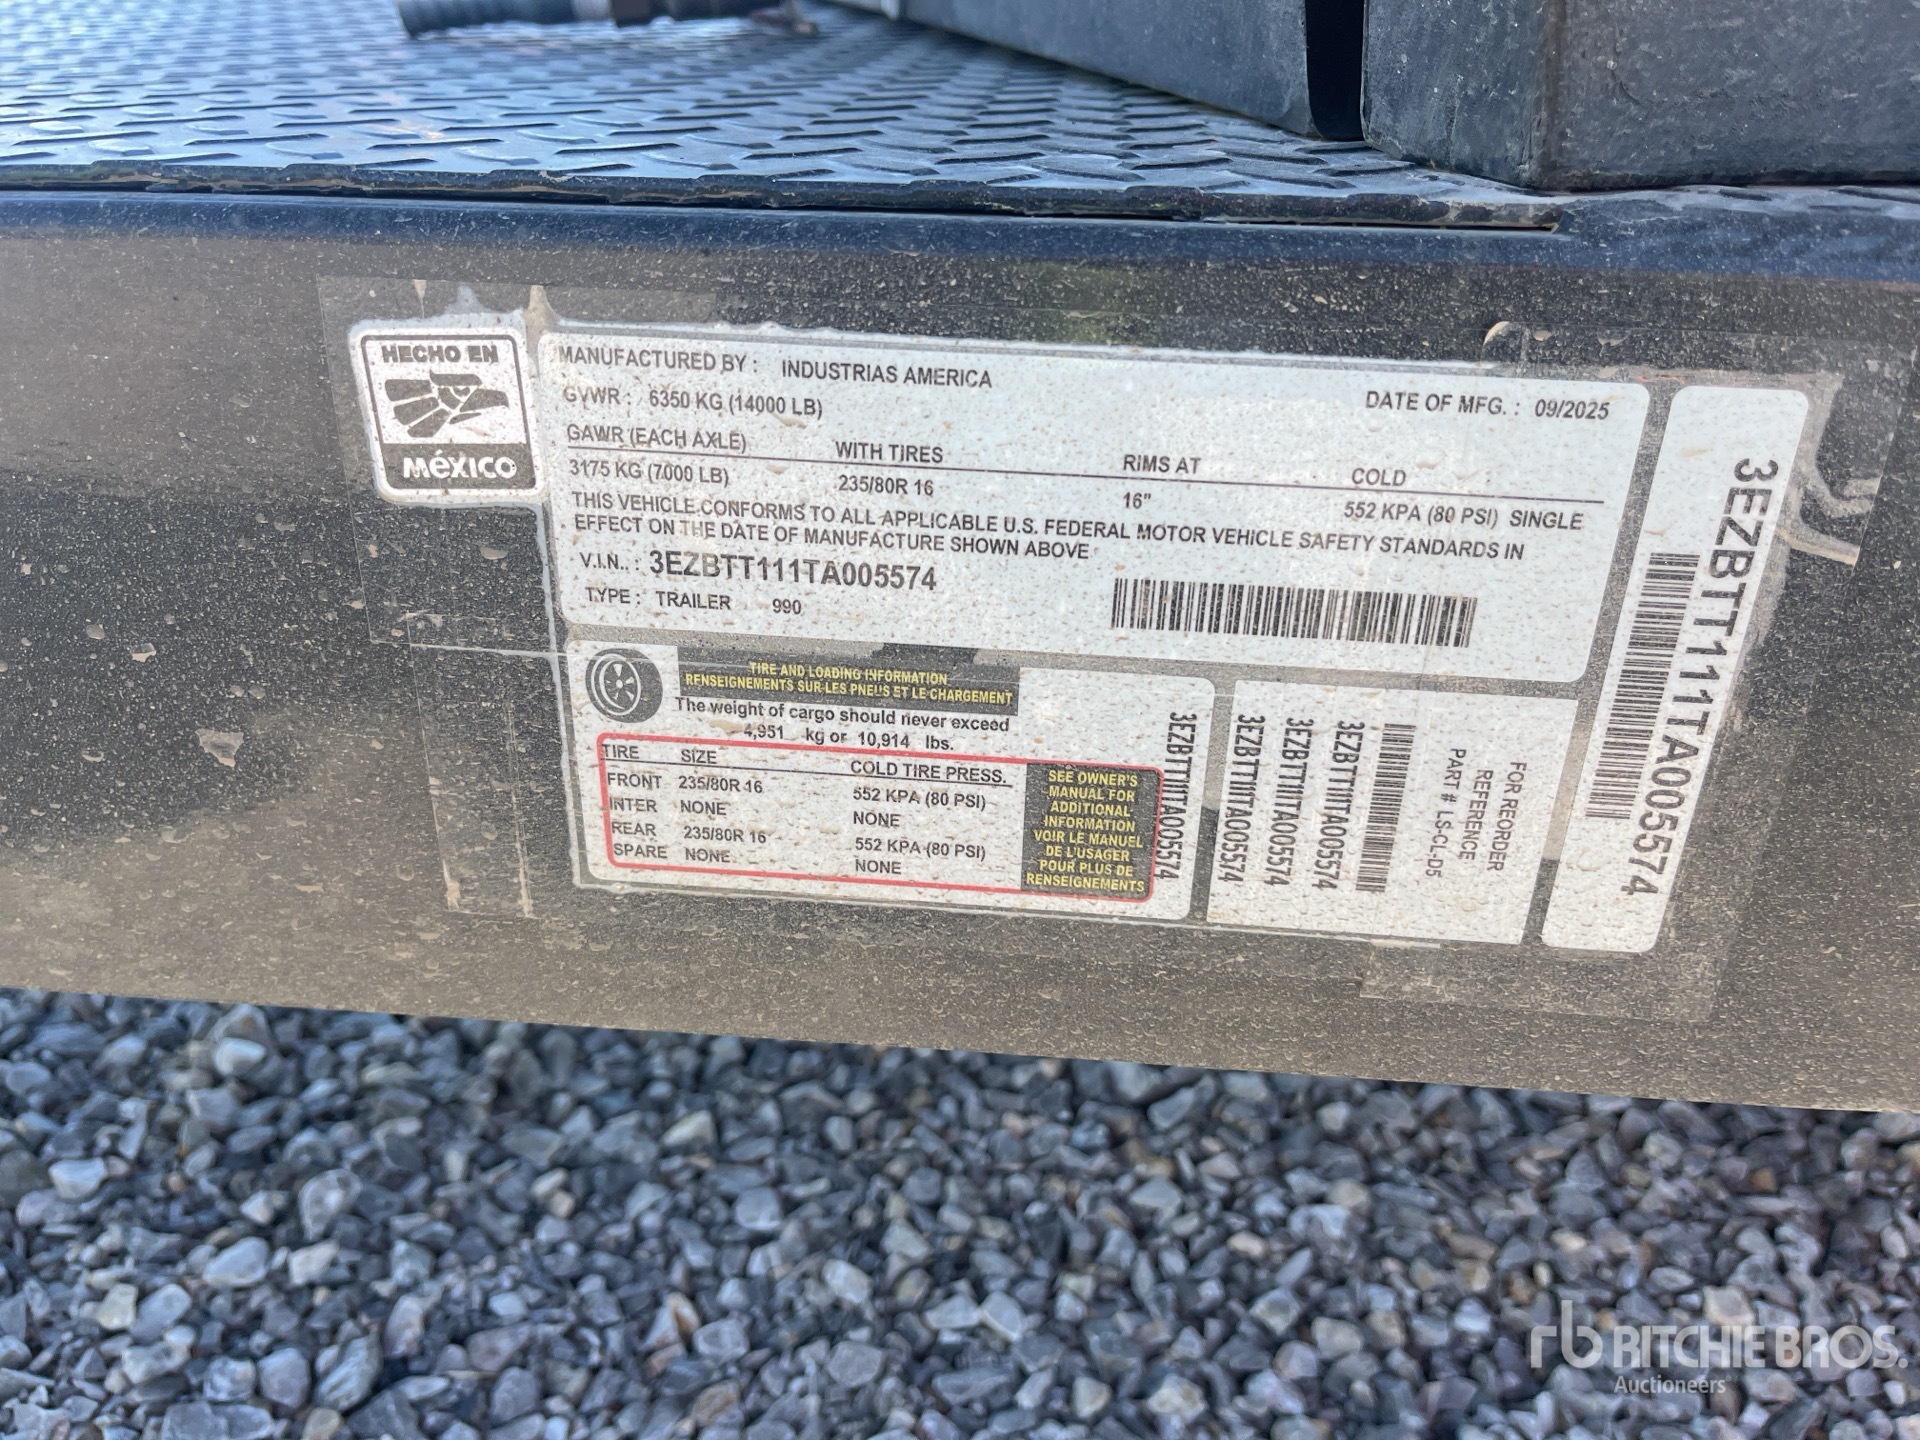 HECHO EN
MéXICO
MANUFACTURED BY : INDUSTRIAS AMERICA
GVWR : 6350 KG (14000 LB) DATE OF MFG. : 09/2025
GAWR (EACH AXLE) WITH TIRES RIMS AT COLD
3175 KG (7000 LB) 235/80R 16 16" 552 KPA (80 PSI) SINGLE
THIS VEHICLE CONFORMS TO ALL APPLICABLE U.S. FEDERAL MOTOR VEHICLE SAFETY STANDARDS IN
EFFECT ON THE DATE OF MANUFACTURE SHOWN ABOVE
V.I.N.. : 3EZBTT111TA005574
TYPE : TRAILER 990
TIRE AND LOADING INFORMATION
RENSEIGNEMENTS SUR LES PNEUS ET LE CHARGEMENT
The weight of cargo should never exceed
4,951 kg or 10,914 lbs.
TIRE SIZE COLD TIRE PRESS.
FRONT 235/80R 16 552 KPA (80 PSI)
INTER NONE NONE
REAR 235/80R 16 552 KPA (80 PSI)
SPARE NONE NONE
SEE OWNER'S
MANUAL FOR
ADDITIONAL
INFORMATION
VOIR LE MANUEL
DE L'USAGER
POUR PLUS DE
RENSEIGNEMENTS
3EZBTT111TA005574
3EZBTT111TA005574
3EZBTT111TA005574
3EZBTT111TA005574
FOR REORDER
REFERENCE
PART # LS-CL-D5
3EZBTT111TA005574
rb RITCHIE BROS.
Auctioneers